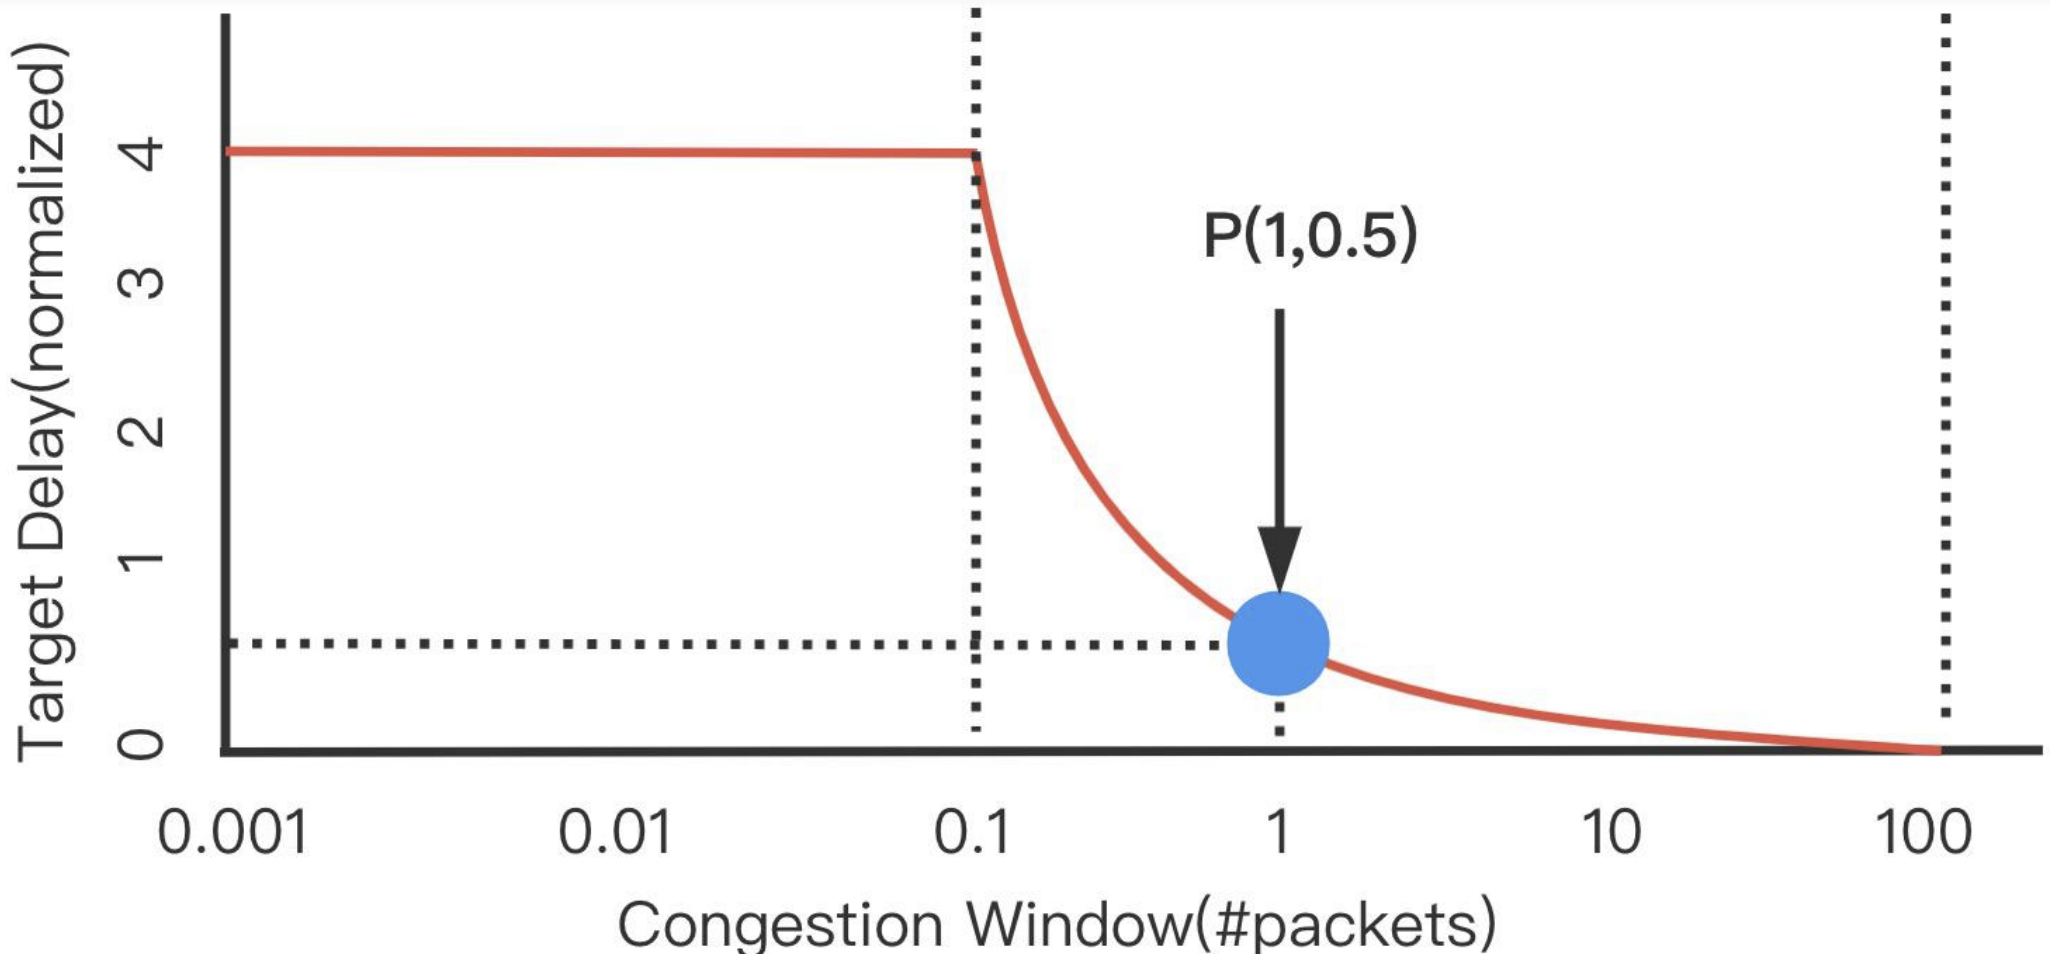 Target Delay(normalized)
4
3
2
1
0
P(1,0.5)
0.001 0.01 0.1 1 10 100
Congestion Window(#packets)